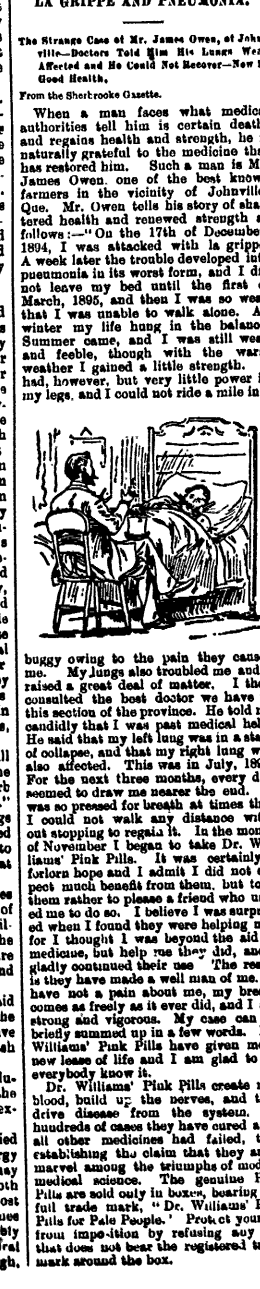 LA GRIPPE AND PNEUMONIA.
The Strange Case of Mr. James Owen, of John
ville—Doctors Told Him His Lungs We
Affected and He Could Not Recover—Now
Good Health.
From the Sherbrooke Gazette.
When a man faces what medic
authorities tell him is certain death
and regains health and strength, he
naturally grateful to the medicine tha
has restored him. Such a man is M
James Owen, one of the best know
farmers in the vicinity of Johnville
Que. Mr. Owen tells his story of sha
tered health and renewed strength a
follows:—"On the 17th of December
1894, I was attacked with la gripp
A week later the trouble developed int
pneumonia in its worst form, and I di
not leave my bed until the first
March, 1895, and then I was so wea
that I was unable to walk alone. A
winter my life hung in the balanc
Summer came, and I was still wea
and feeble, though with the war
weather I gained a little strength.
had, however, but very little power i
my legs, and I could not ride a mile in
buggy owing to the pain they caus
me. My lungs also troubled me and
raised a great deal of matter. I the
consulted the best doctor we have
this section of the province. He told m
candidly that I was past medical hel
He said that my left lung was in a sta
of collapse, and that my right lung w
also affected. This was in July, 189
For the next three months, every d
seemed to draw me nearer the end.
was so pressed for breath at times th
I could not walk any distance wit
out stopping to regain it. In the mon
of November I began to take Dr. W
liams' Pink Pills. It was certainly
forlorn hope and I admit I did not e
pect much benefit from them, but to
them rather to please a friend who u
ed me to do so. I believe I was surpr
ed when I found they were helping m
for I thought I was beyond the aid
medicine, but help me they did, and
gladly continued their use The res
is they have made a well man of me.
have not a pain about me, my bre
comes as freely as it ever did, and I
strong and vigorous. My case can
briefly summed up in a few words.
Williams' Pink Pills have given me
new lease of life and I am glad to
everybody know it.
Dr. Williams' Pink Pills create n
blood, build up the nerves, and t
drive disease from the system.
hundreds of cases they have cured a
all other medicines had failed, t
establishing the claim that they a
marvel among the triumphs of mod
medical science. The genuine P
Pills are sold only in boxes, bearing
full trade mark, "Dr. Williams' P
Pills for Pale People.' Protect your
from imposition by refusing any
that does not bear the registered t
mark around the box.